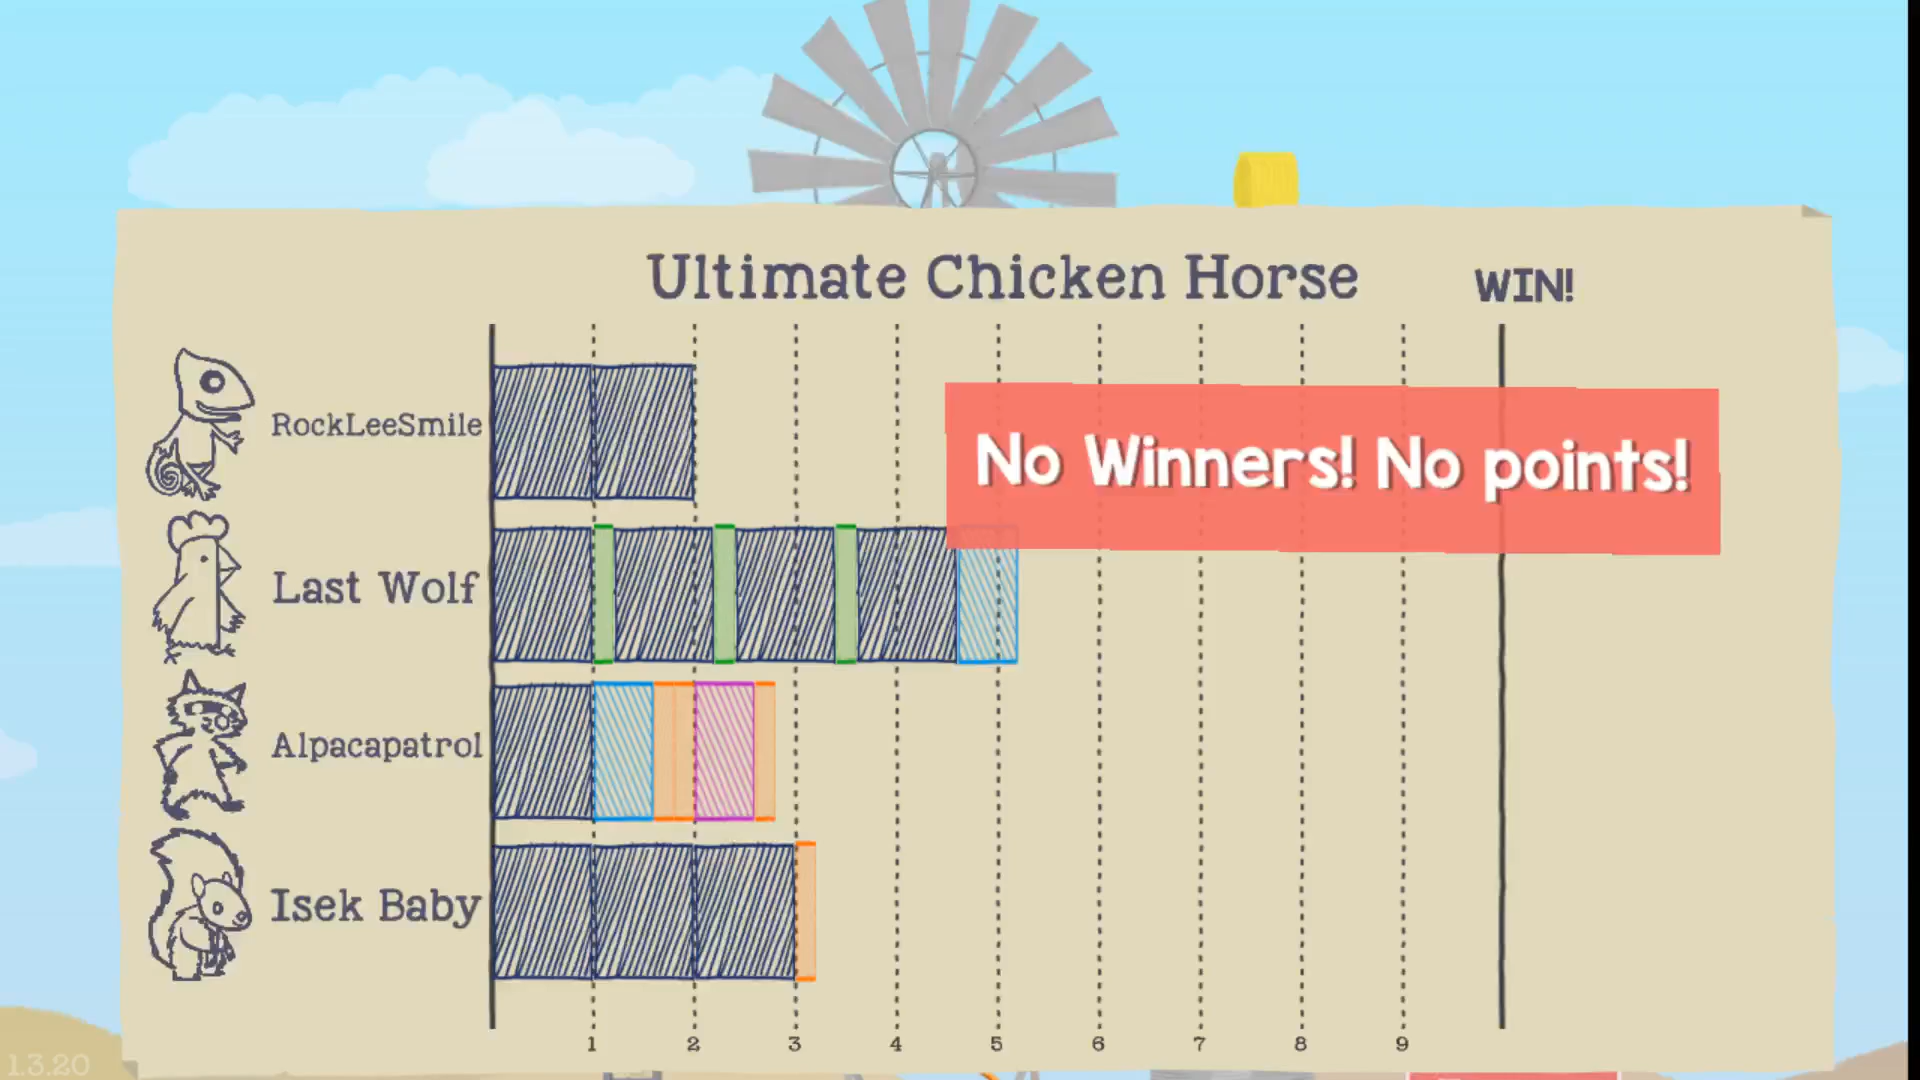 Ultimate Chicken Horse
WIN!
RockLeeSmile
No Winners! No points!
Last Wolf
Alpacapatrol
Isek Baby
1 2 3 4 5 6 7 8 9
1.3.20